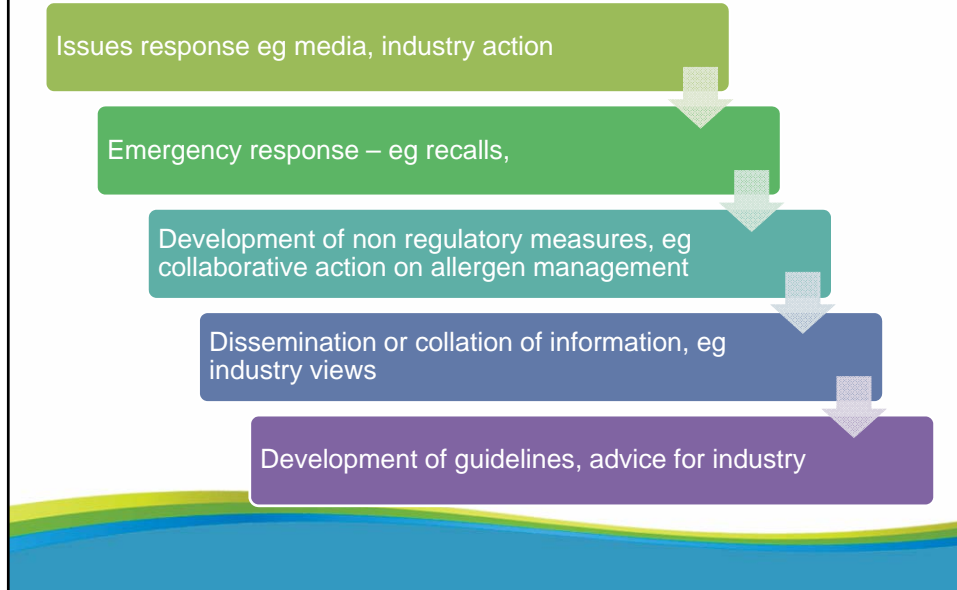 Issues response eg media, industry action
Emergency response – eg recalls,
Development of non regulatory measures, eg
collaborative action on allergen management
Dissemination or collation of information, eg
industry views
Development of guidelines, advice for industry